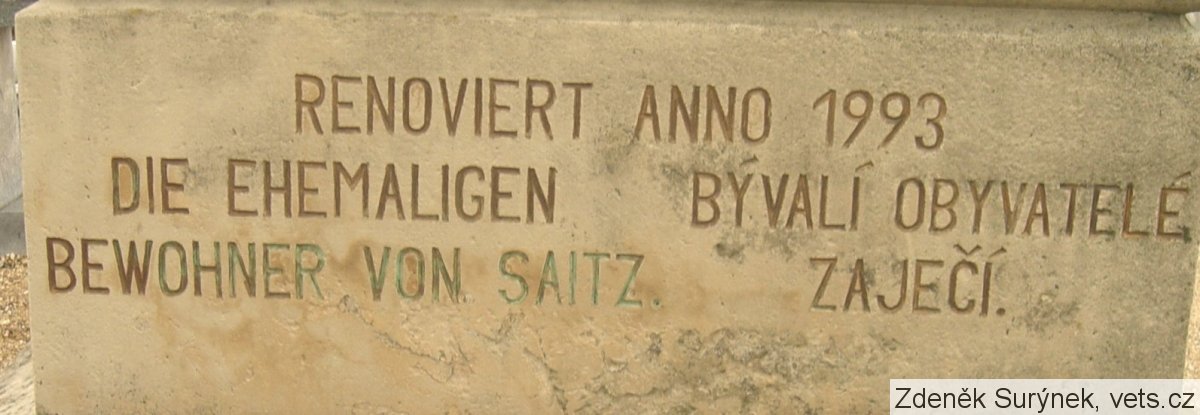 RENOVIERT ANNO 1993
DIE EHEMALIGEN BÝVALÍ OBYVATELÉ
BEWOHNER VON SAITZ. ZAJEČÍ.
Zdeněk Surýnek, vets.cz